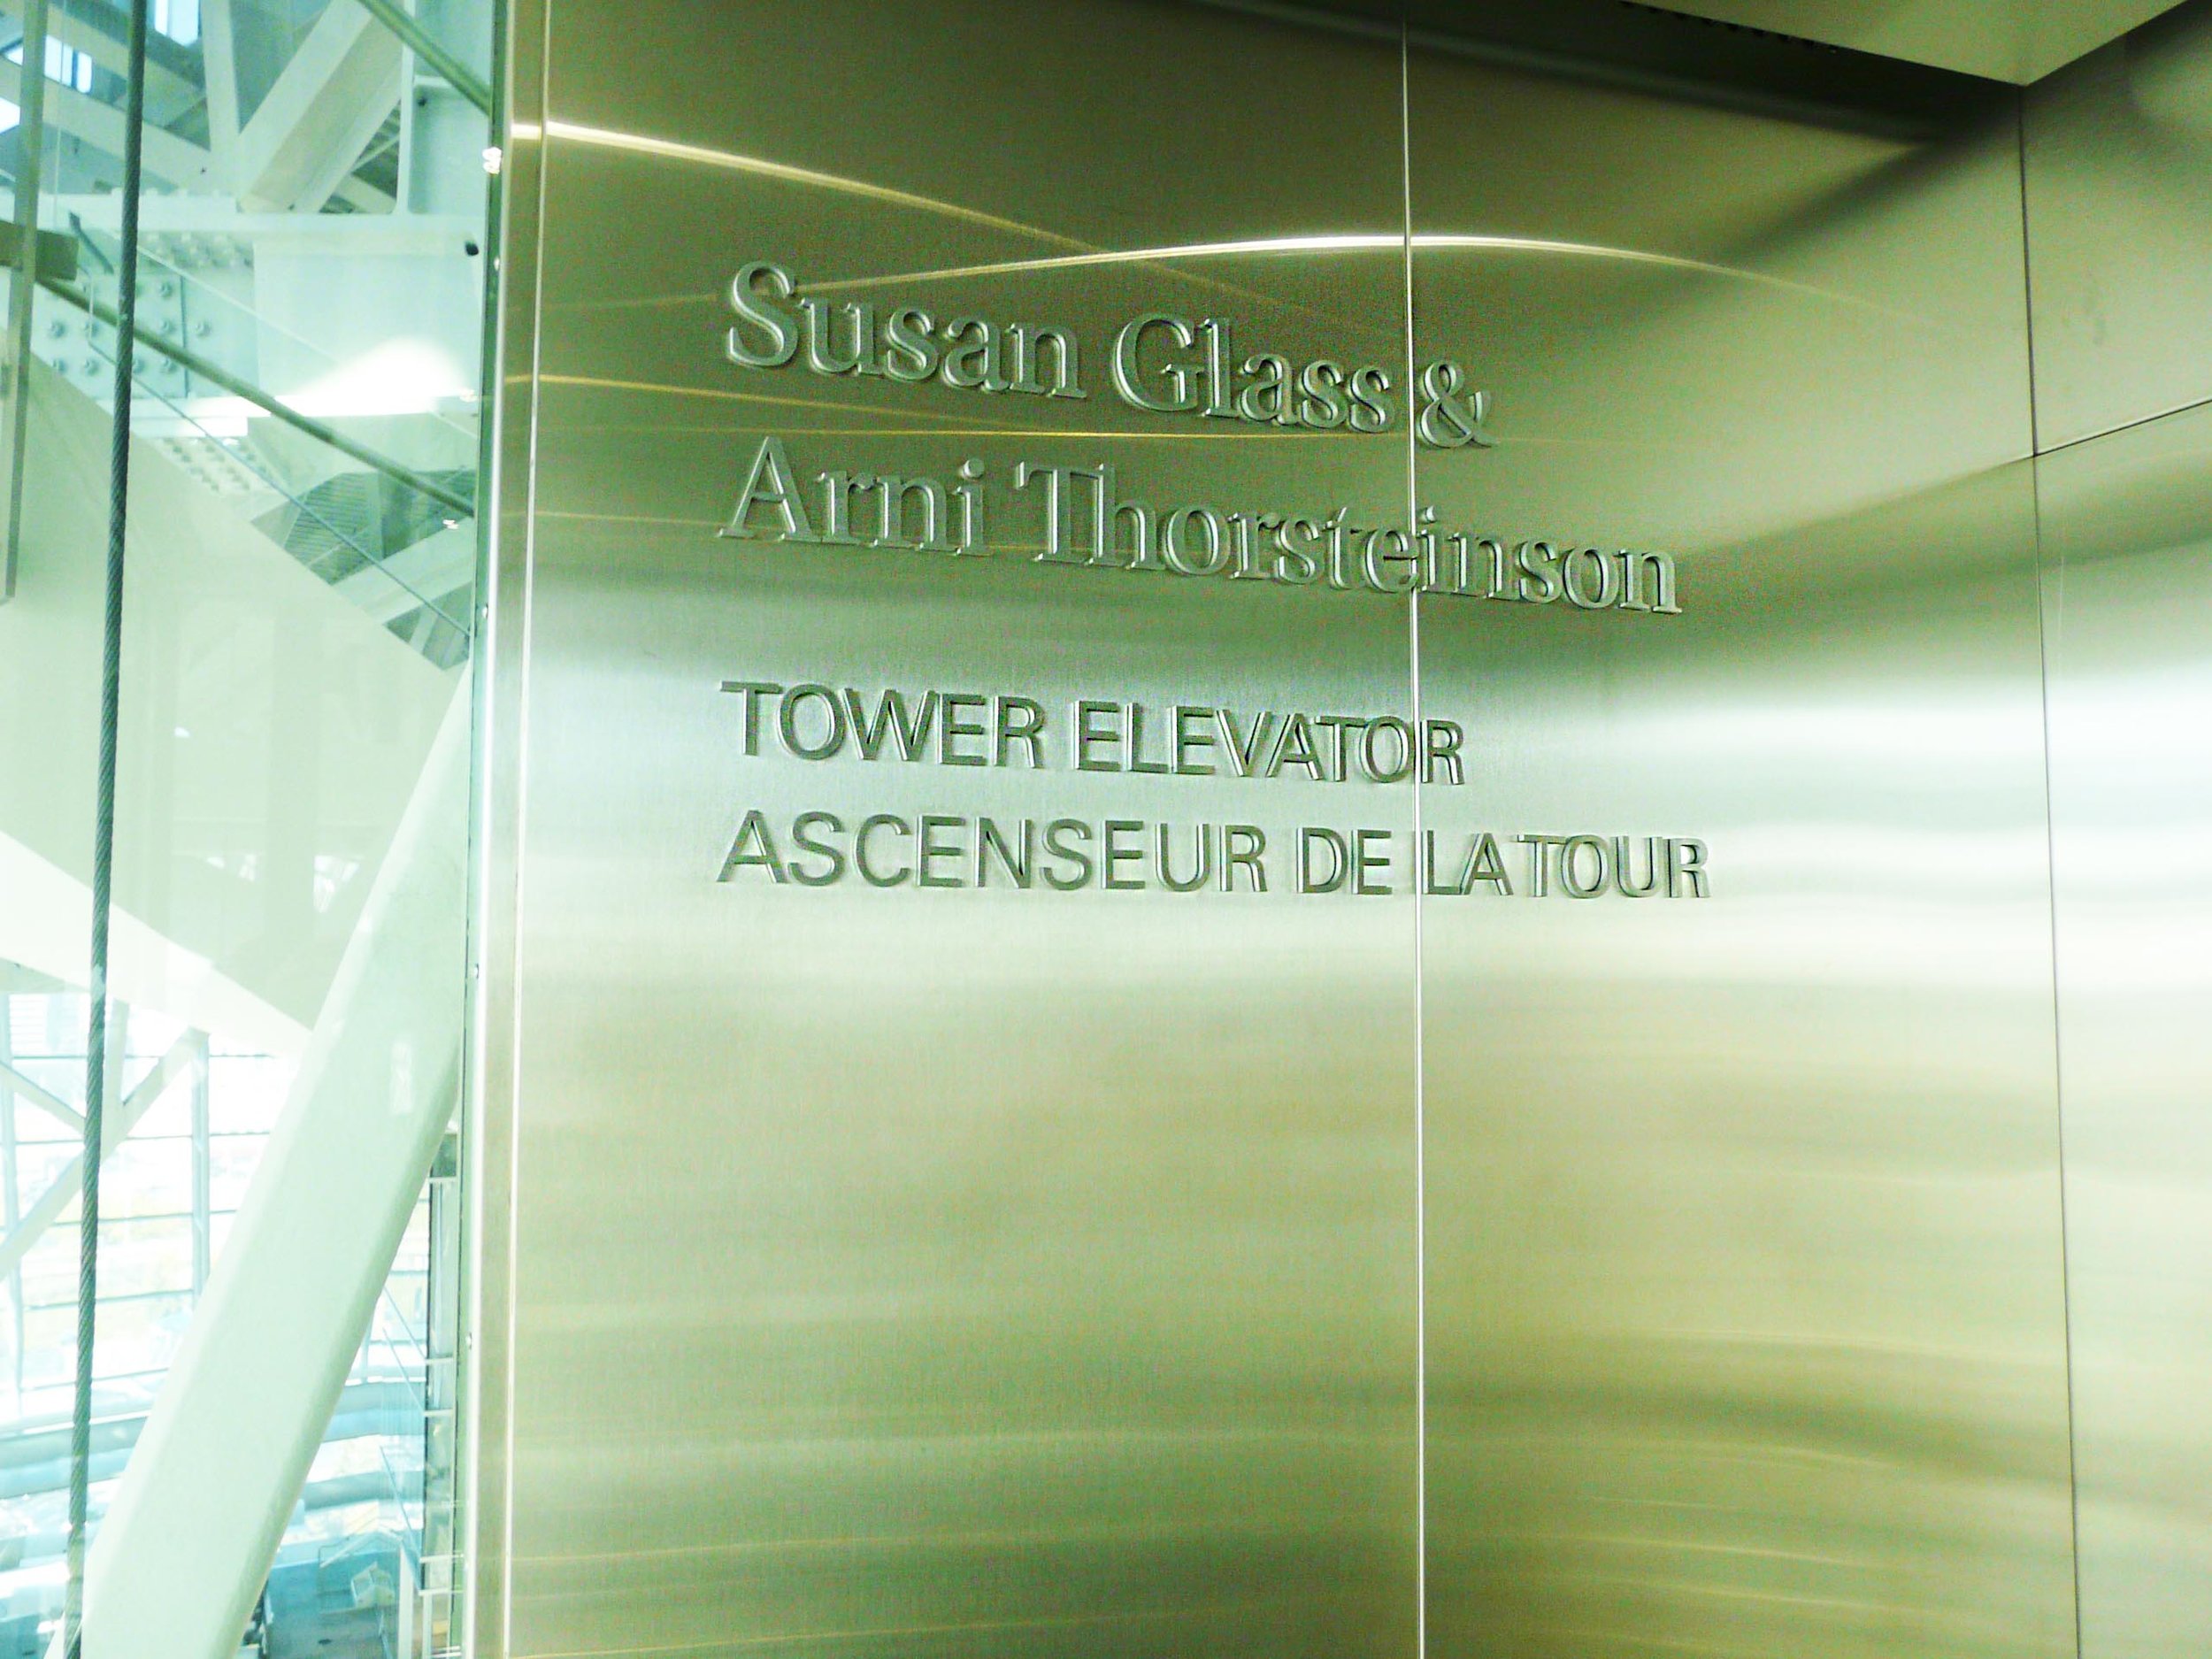 Susan Glass &
Arni Thorsteinson
TOWER ELEVATOR
ASCENSEUR DE LA TOUR